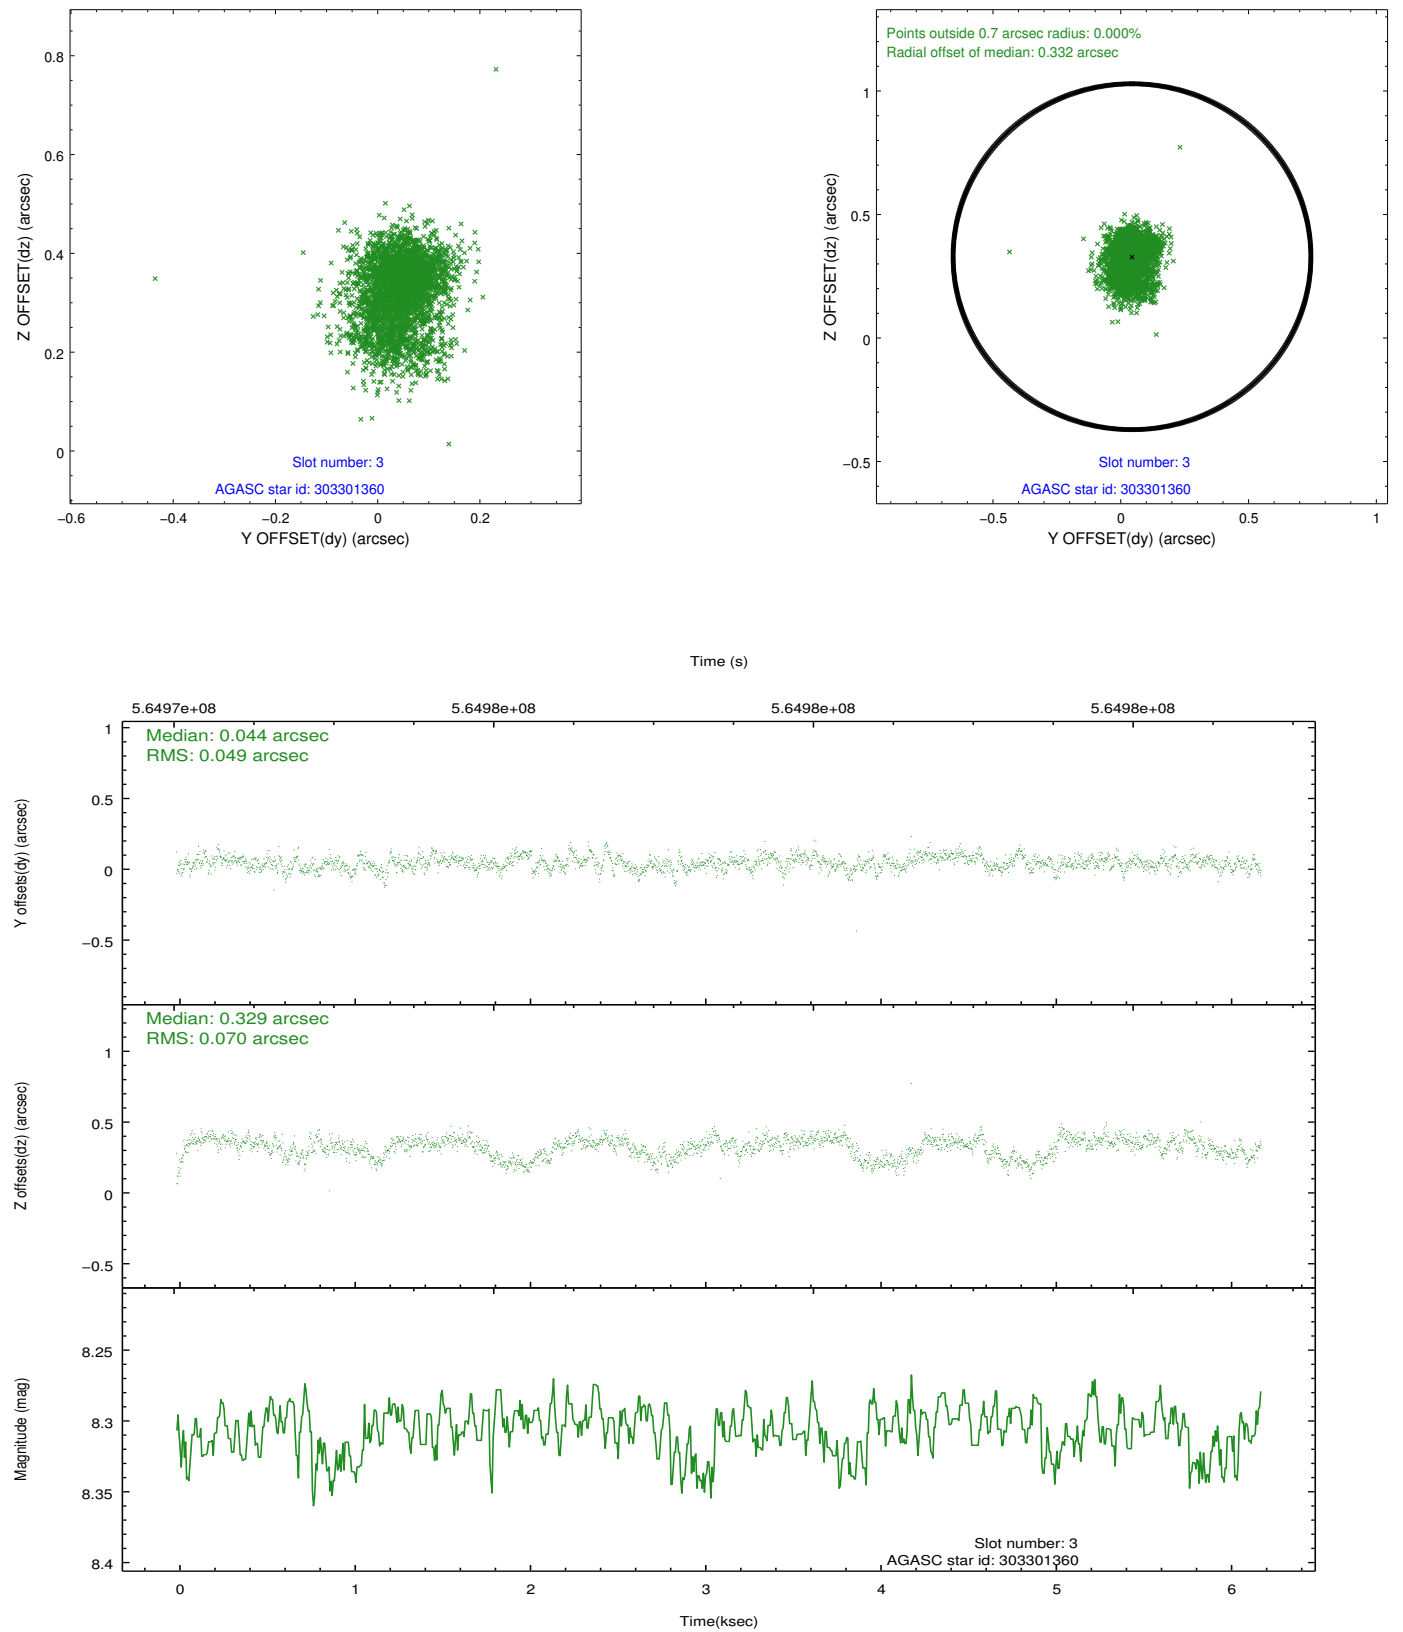 0.8
0.6
0.4
0.2
0
Z OFFSET(dz) (arcsec)
Slot number: 3
AGASC star id: 303301360
−0.6 −0.4 −0.2 0 0.2
Y OFFSET(dy) (arcsec)
Points outside 0.7 arcsec radius: 0.000%
Radial offset of median: 0.332 arcsec
1
0.5
0
−0.5
Z OFFSET(dz) (arcsec)
Slot number: 3
AGASC star id: 303301360
−0.5 0 0.5 1
Y OFFSET(dy) (arcsec)
Time (s)
5.6497e+08 5.6498e+08 5.6498e+08 5.6498e+08
Median: 0.044 arcsec
RMS: 0.049 arcsec
1
0.5
0
−0.5
Y offsets(dy) (arcsec)
Median: 0.329 arcsec
RMS: 0.070 arcsec
1
0.5
0
−0.5
Z offsets(dz) (arcsec)
8.25
8.3
8.35
8.4
Magnitude (mag)
Slot number: 3
AGASC star id: 303301360
0 1 2 3 4 5 6
Time(ksec)